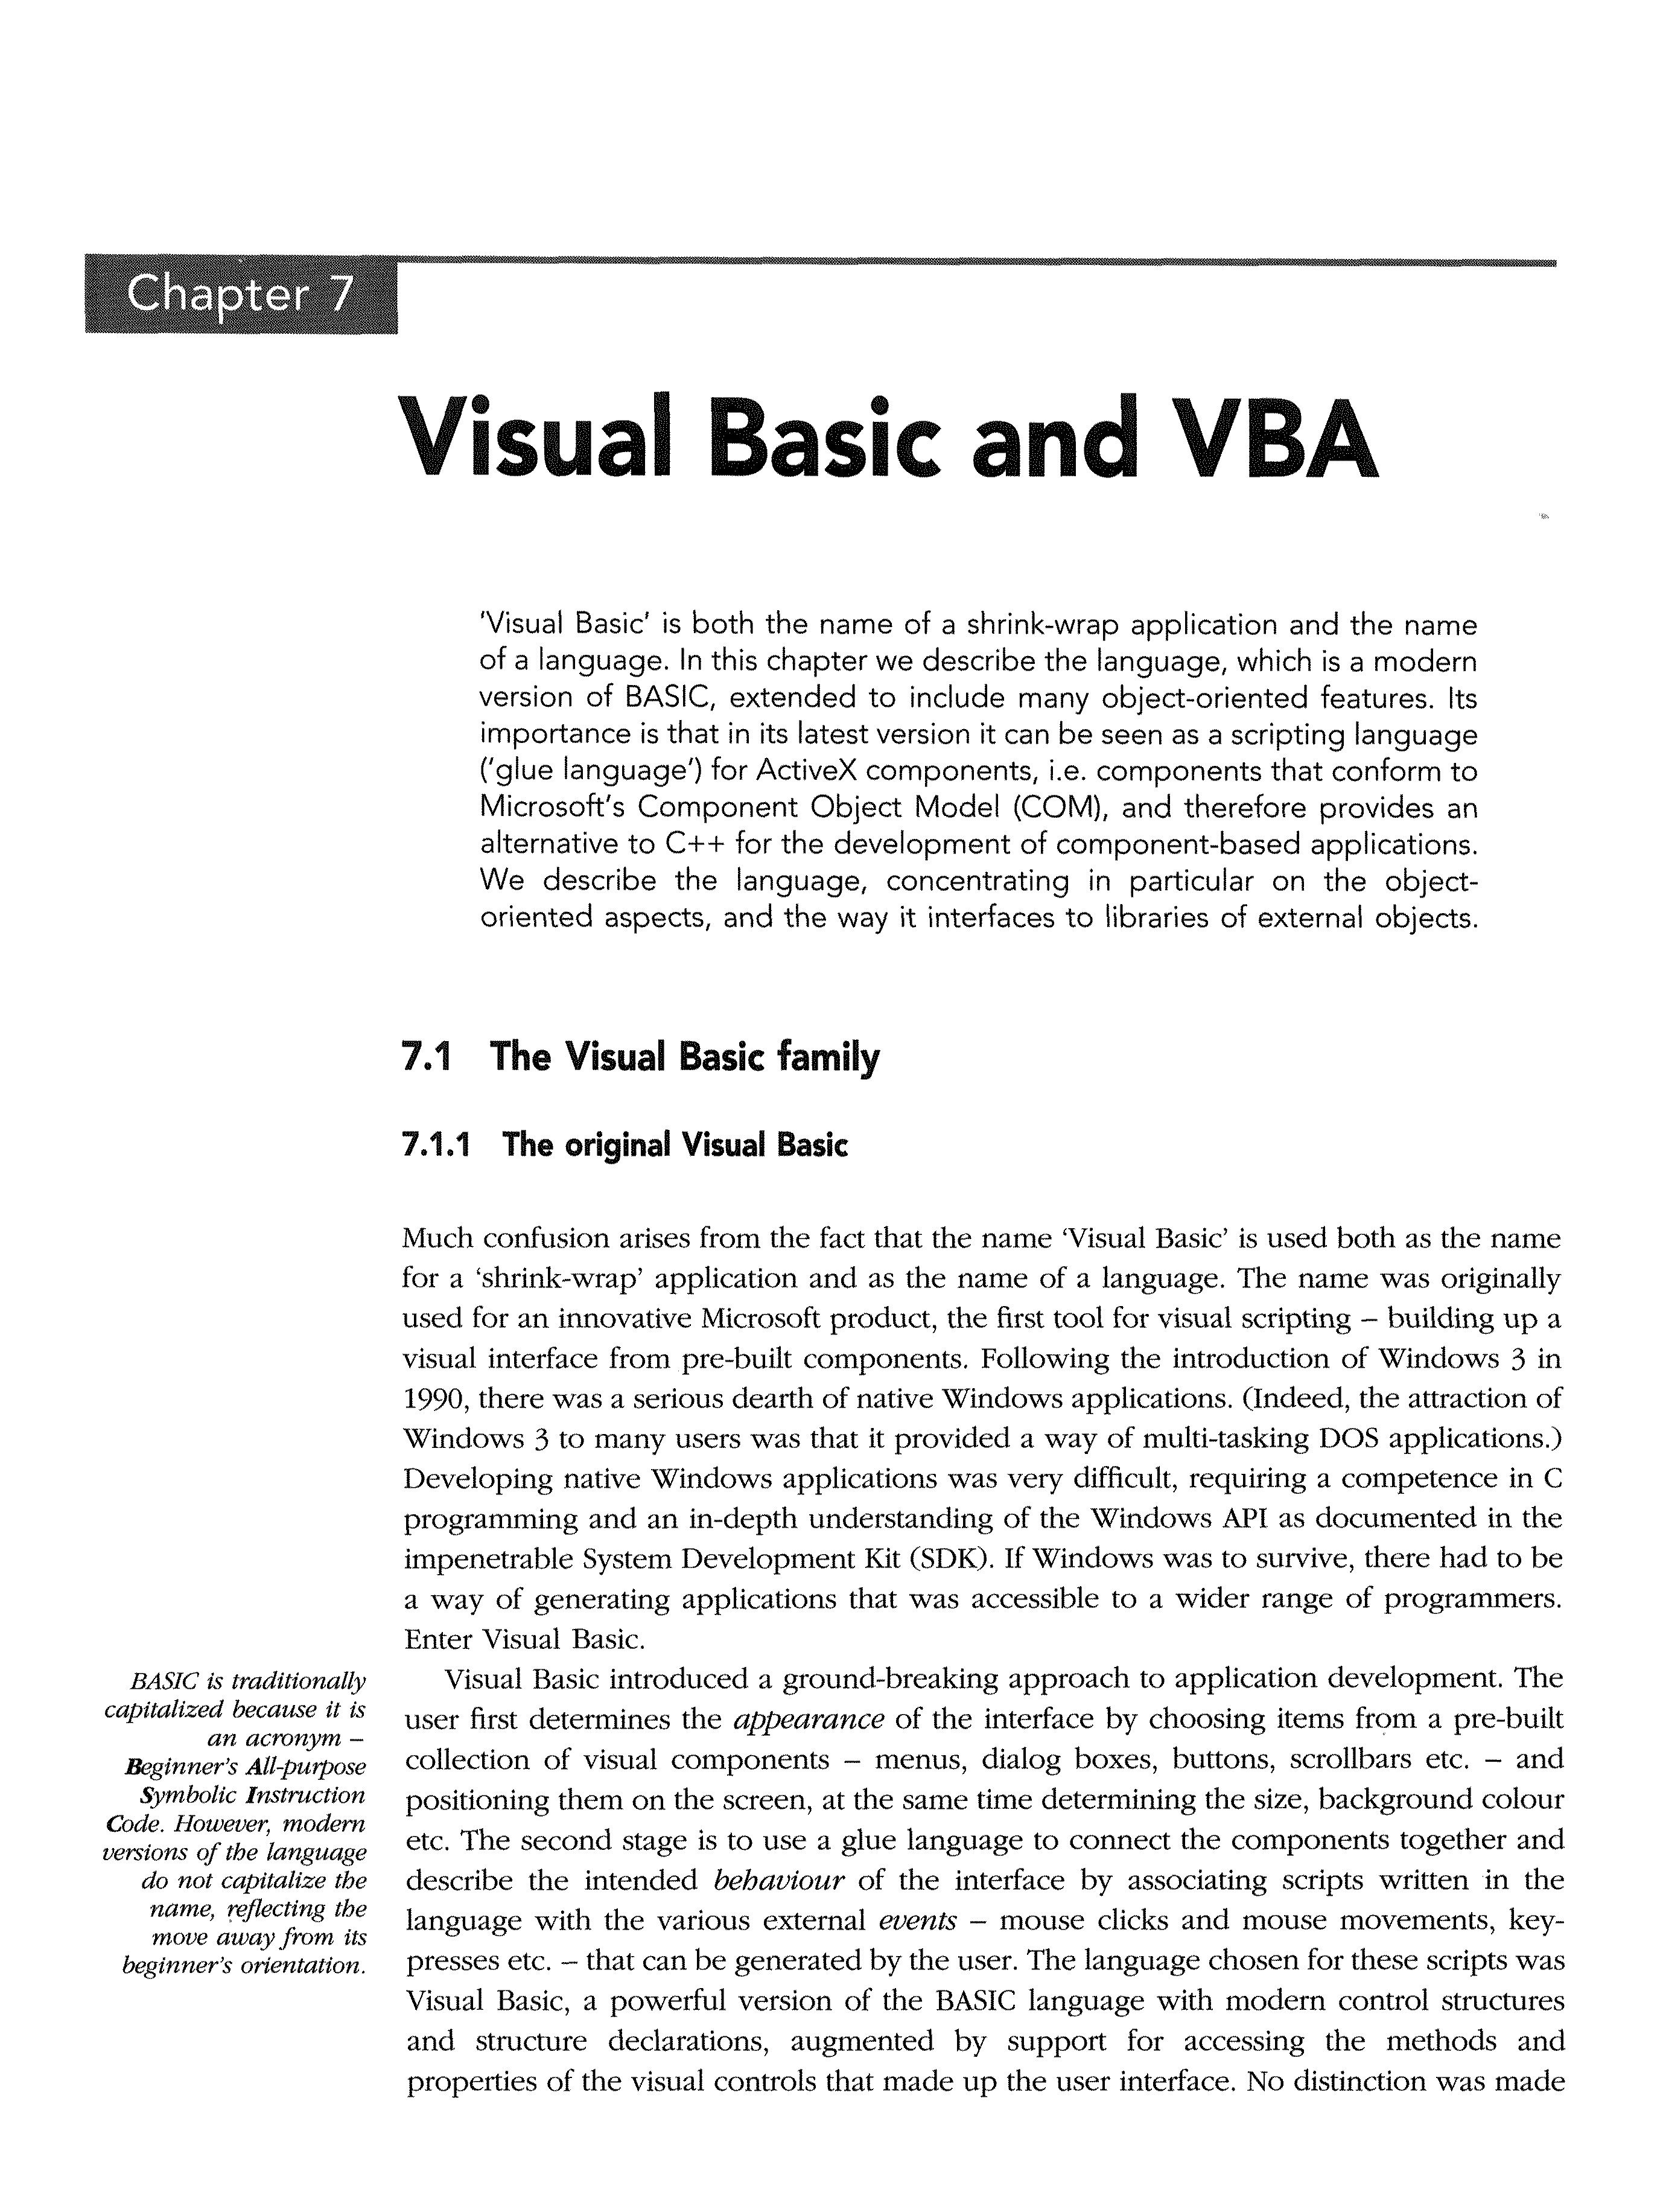 Chapter 7
Visual Basic and VBA
'Visual Basic' is both the name of a shrink-wrap application and the name
of a language. In this chapter we describe the language, which is a modern
version of BASIC, extended to include many object-oriented features. Its
importance is that in its latest version it can be seen as a scripting language
('glue language') for ActiveX components, i.e. components that conform to
Microsoft's Component Object Model (COM), and therefore provides an
alternative to C++ for the development of component-based applications.
We describe the language, concentrating in particular on the object-
oriented aspects, and the way it interfaces to libraries of external objects.
7.1 The Visual Basic family
7.1.1 The original Visual Basic
Much confusion arises from the fact that the name ‘Visual Basic’ is used both as the name
for a ‘shrink-wrap’ application and as the name of a language. The name was originally
used for an innovative Microsoft product, the first tool for visual scripting – building up a
visual interface from pre-built components. Following the introduction of Windows 3 in
1990, there was a serious dearth of native Windows applications. (Indeed, the attraction of
Windows 3 to many users was that it provided a way of multi-tasking DOS applications.)
Developing native Windows applications was very difficult, requiring a competence in C
programming and an in-depth understanding of the Windows API as documented in the
impenetrable System Development Kit (SDK). If Windows was to survive, there had to be
a way of generating applications that was accessible to a wider range of programmers.
Enter Visual Basic.
Visual Basic introduced a ground-breaking approach to application development. The
user first determines the appearance of the interface by choosing items from a pre-built
collection of visual components – menus, dialog boxes, buttons, scrollbars etc. – and
positioning them on the screen, at the same time determining the size, background colour
etc. The second stage is to use a glue language to connect the components together and
describe the intended behaviour of the interface by associating scripts written in the
language with the various external events – mouse clicks and mouse movements, key-
presses etc. – that can be generated by the user. The language chosen for these scripts was
Visual Basic, a powerful version of the BASIC language with modern control structures
and structure declarations, augmented by support for accessing the methods and
properties of the visual controls that made up the user interface. No distinction was made
BASIC is traditionally
capitalized because it is
an acronym –
Beginner's All-purpose
Symbolic Instruction
Code. However, modern
versions of the language
do not capitalize the
name, reflecting the
move away from its
beginner's orientation.